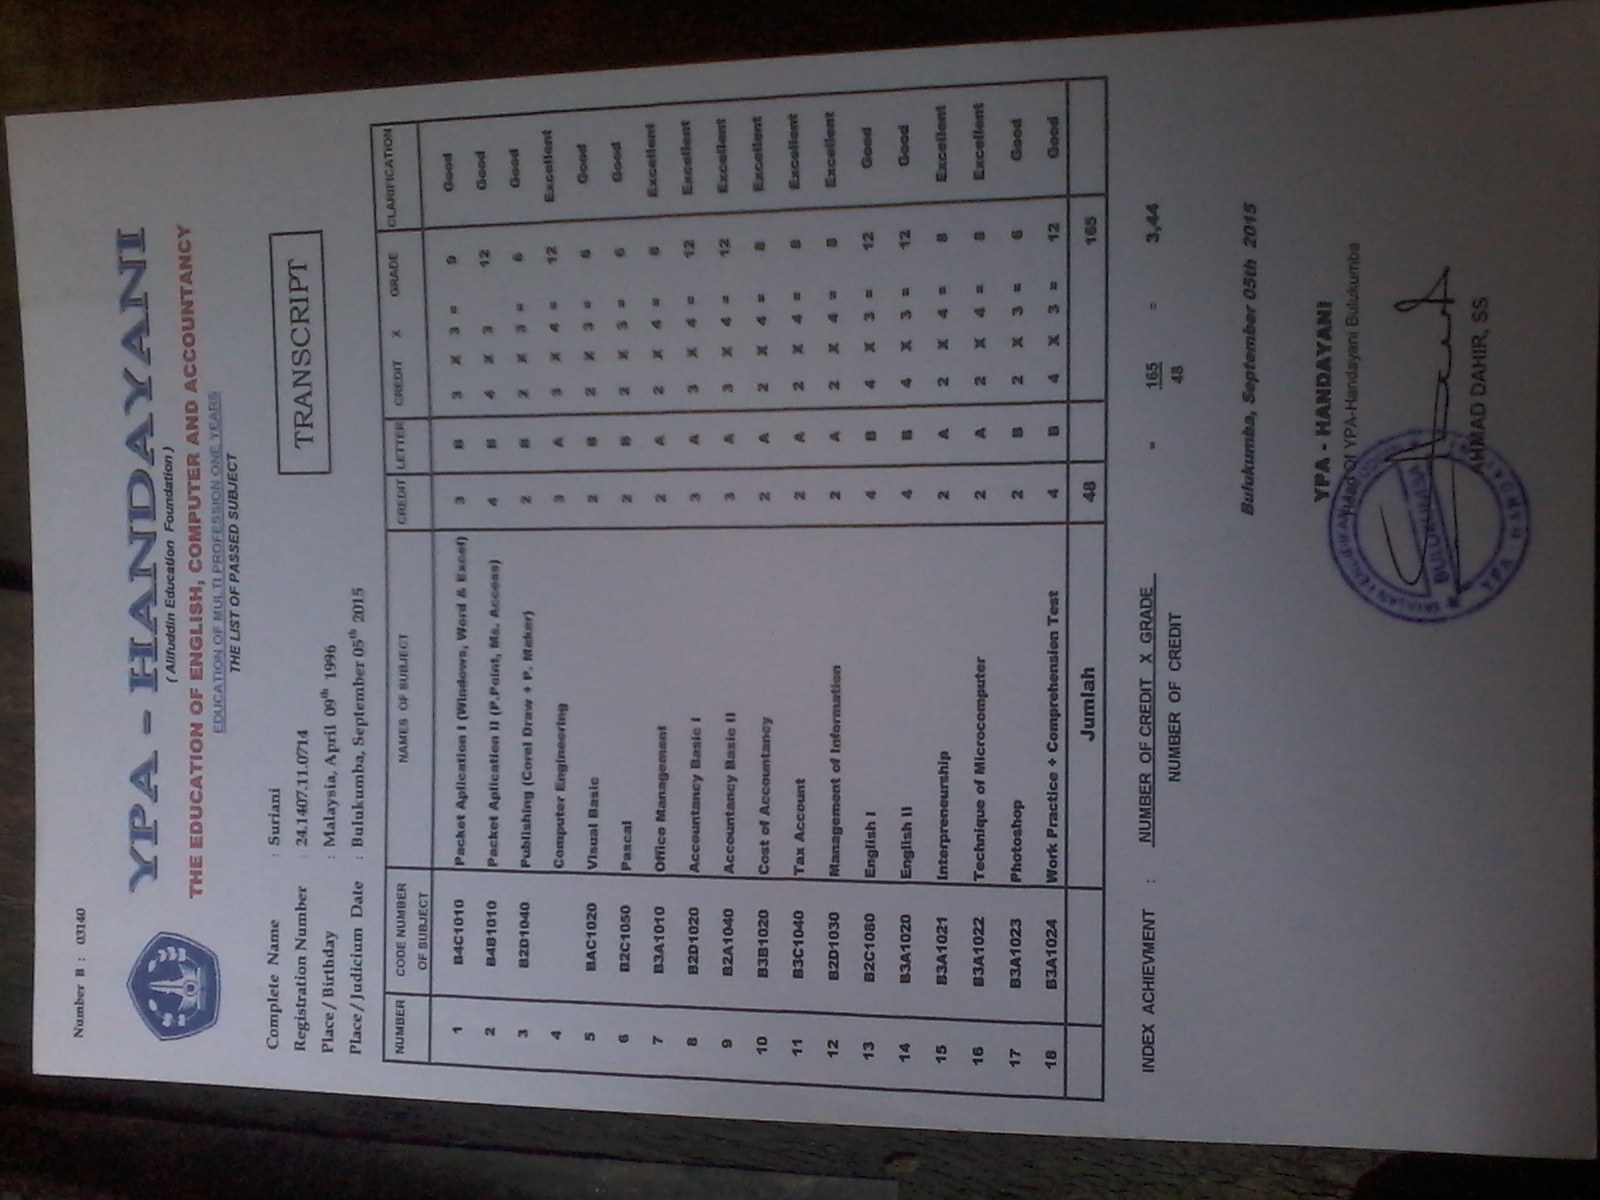 Number B : 03140
YPA - HANDAYANI
( Alifuddin Education Foundation )
THE EDUCATION OF ENGLISH, COMPUTER AND ACCOUNTANCY
EDUCATION OF MULTI PROFESSION ONE YEARS
THE LIST OF PASSED SUBJECT
Complete Name : Suriani
Registration Number : 24.1407.11.0714
TRANSCRIPT
Place/Birthday : Malaysia, April 09th 1996
Place/Judicium Date : Bulukumba, September 05th 2015
NUMBER CODE NUMBER OF SUBJECT NAMES OF SUBJECT CREDIT LETTER CREDIT X GRADE CLARIFICATION
1 B4C1010 Packet Aplication I (Windows, Word & Excel) 3 B 3 X 3 = 9 Good
2 B4B1010 Packet Aplication II (P.Point, Ms. Access) 4 B 4 X 3 12 Good
3 B2D1040 Publishing (Corel Draw + P. Maker) 2 B 2 X 3 = 6 Good
4 Computer Engineering 3 A 3 X 4 = 12 Excellent
5 BAC1020 Visual Basic 2 B 2 X 3 = 6 Good
6 B2C1050 Pascal 2 B 2 X 3 = 6 Good
7 B3A1010 Office Management 2 A 2 X 4 = 8 Excellent
8 B2D1020 Accountancy Basic I 3 A 3 X 4 = 12 Excellent
9 B2A1040 Accountancy Basic II 3 A 3 X 4 = 12 Excellent
10 B3B1020 Cost of Accountancy 2 A 2 X 4 = 8 Excellent
11 B3C1040 Tax Account 2 A 2 X 4 = 8 Excellent
12 B2D1030 Management of Information 2 A 2 X 4 = 8 Excellent
13 B2C1080 English I 4 B 4 X 3 = 12 Good
14 B3A1020 English II 4 B 4 X 3 = 12 Good
15 B3A1021 Interpreneurship 2 A 2 X 4 = 8 Excellent
16 B3A1022 Technique of Microcomputer 2 A 2 X 4 = 8 Excellent
17 B3A1023 Photoshop 2 B 2 X 3 = 6 Good
18 B3A1024 Work Practice + Comprehension Test 4 B 4 X 3 = 12 Good
Jumlah 48 165
INDEX ACHIEVMENT : NUMBER OF CREDIT X GRADE = 165 = 3,44
NUMBER OF CREDIT 48
Bulukumba, September 05th 2015
YPA - HANDAYANI
Head Of YPA-Handayani Bulukumba
BULUKUMBA
YPA - HANDAYANI
AHMAD DAHIR, SS